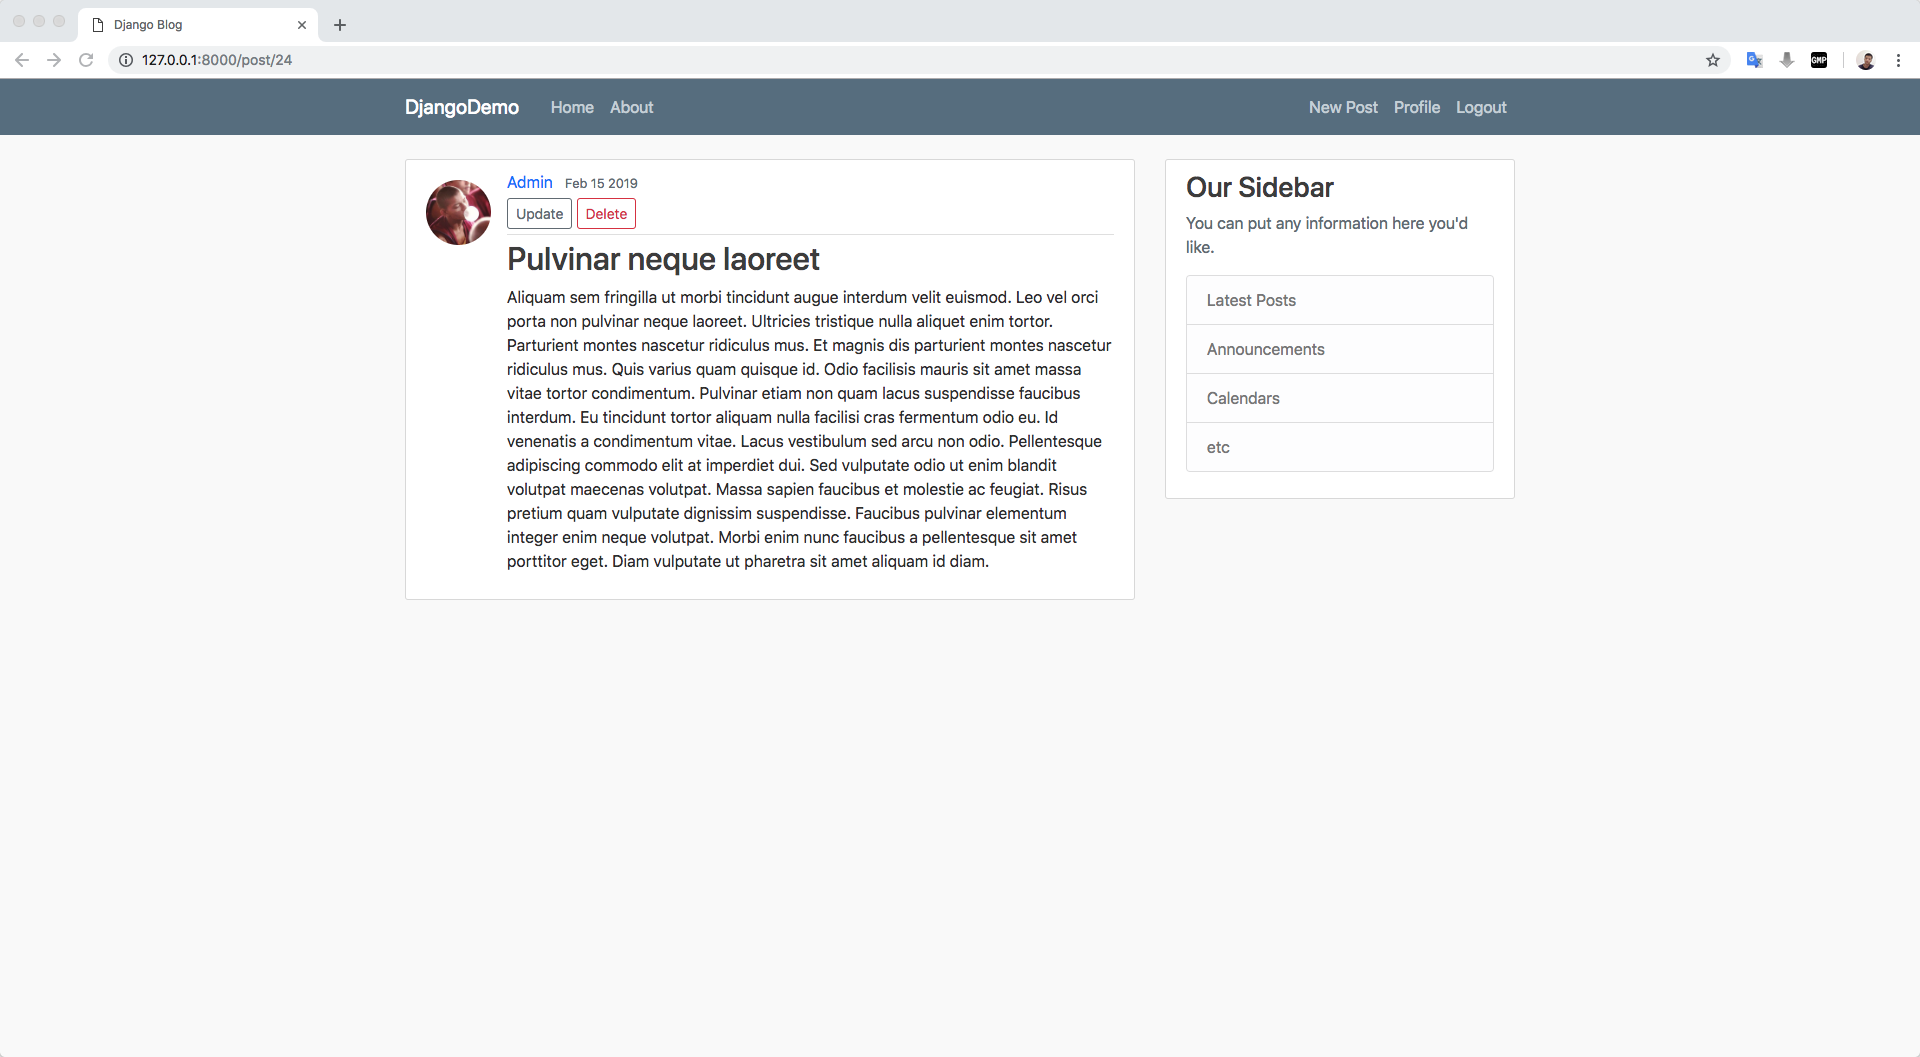 Django Blog
127.0.0.1:8000/post/24
GMP
DjangoDemo Home About New Post Profile Logout
Admin Feb 15 2019
Update Delete
Pulvinar neque laoreet
Aliquam sem fringilla ut morbi tincidunt augue interdum velit euismod. Leo vel orci
porta non pulvinar neque laoreet. Ultricies tristique nulla aliquet enim tortor.
Parturient montes nascetur ridiculus mus. Et magnis dis parturient montes nascetur
ridiculus mus. Quis varius quam quisque id. Odio facilisis mauris sit amet massa
vitae tortor condimentum. Pulvinar etiam non quam lacus suspendisse faucibus
interdum. Eu tincidunt tortor aliquam nulla facilisi cras fermentum odio eu. Id
venenatis a condimentum vitae. Lacus vestibulum sed arcu non odio. Pellentesque
adipiscing commodo elit at imperdiet dui. Sed vulputate odio ut enim blandit
volutpat maecenas volutpat. Massa sapien faucibus et molestie ac feugiat. Risus
pretium quam vulputate dignissim suspendisse. Faucibus pulvinar elementum
integer enim neque volutpat. Morbi enim nunc faucibus a pellentesque sit amet
porttitor eget. Diam vulputate ut pharetra sit amet aliquam id diam.
Our Sidebar
You can put any information here you'd
like.
Latest Posts
Announcements
Calendars
etc